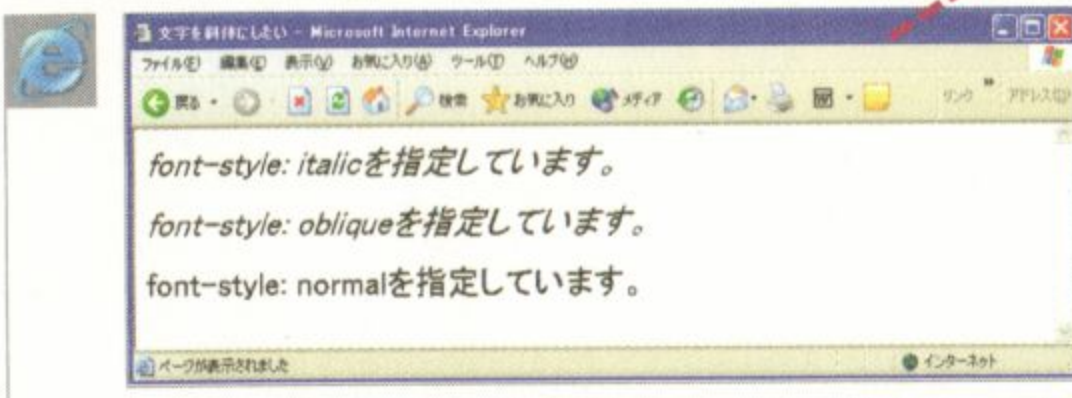 文字を斜体にしたい - Microsoft Internet Explorer
ファイル(F) 編集(E) 表示(V) お気に入り(A) ツール(T) ヘルプ(H)
戻る 検索 お気に入り メディア リンク » アドレス(D)
font-style: italicを指定しています。
font-style: obliqueを指定しています。
font-style: normalを指定しています。
ページが表示されました インターネット